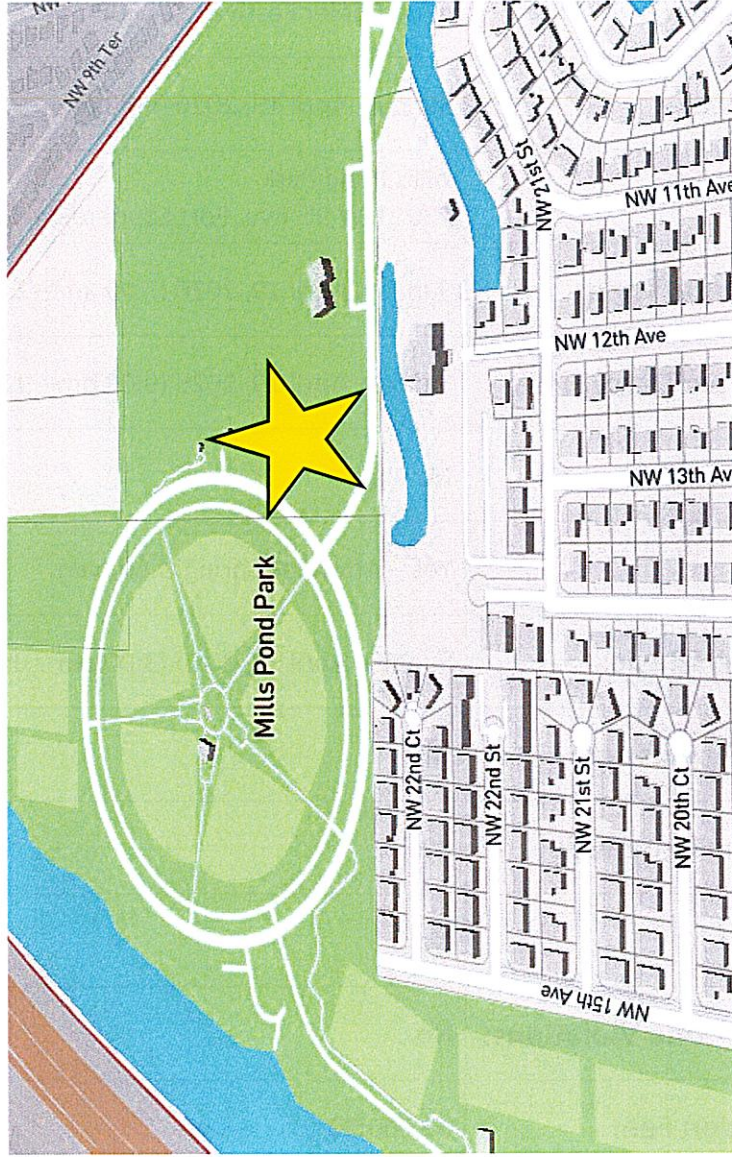 NW 9th Ter
Mills Pond Park
NW 21st St
NW 11th Ave
NW 12th Ave
NW 13th Av
NW 22nd Ct
NW 22nd St
NW 21st St
NW 20th Ct
NW 15th Ave